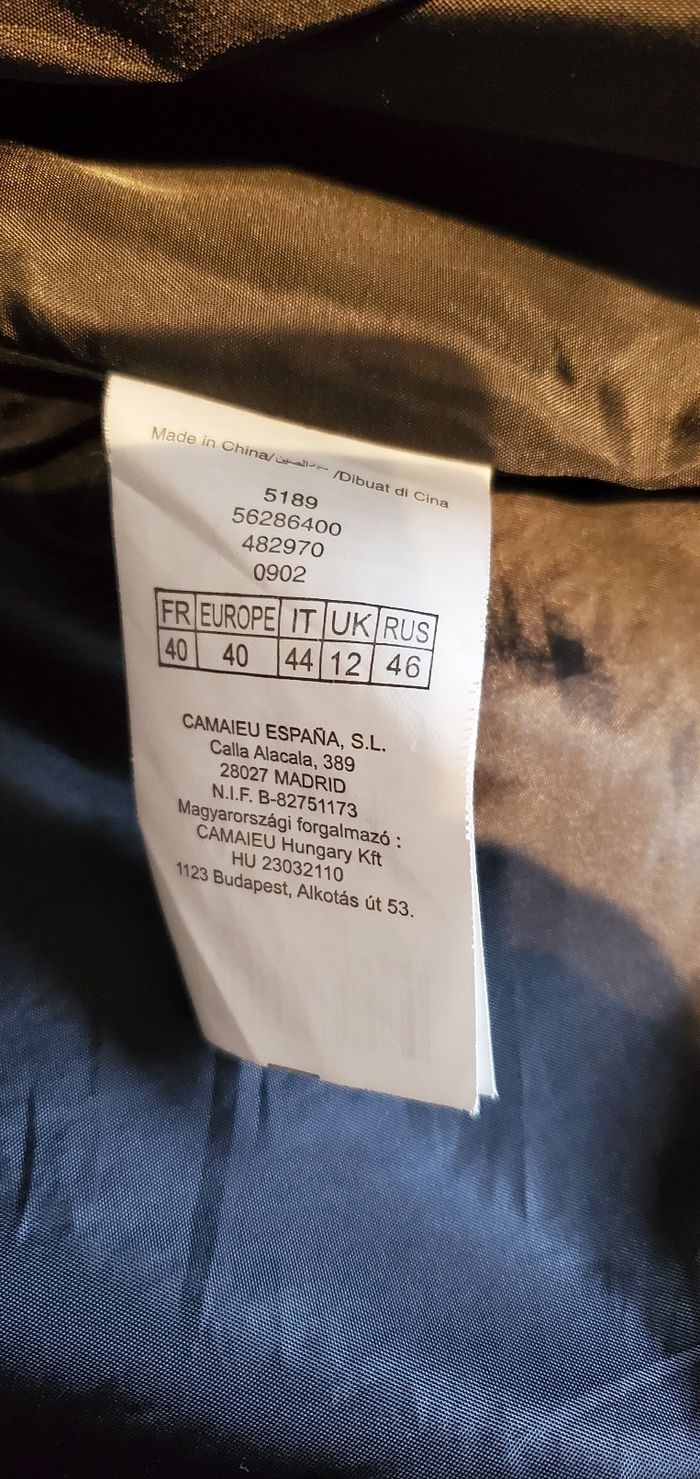 Made in China/ الصين /Dibuat di Cina
5189
56286400
482970
0902
FR EUROPE IT UK RUS
40 40 44 12 46
CAMAIEU ESPAÑA, S.L.
Calla Alacala, 389
28027 MADRID
N.I.F. B-82751173
Magyarországi forgalmazó :
CAMAIEU Hungary Kft
HU 23032110
1123 Budapest, Alkotás út 53.